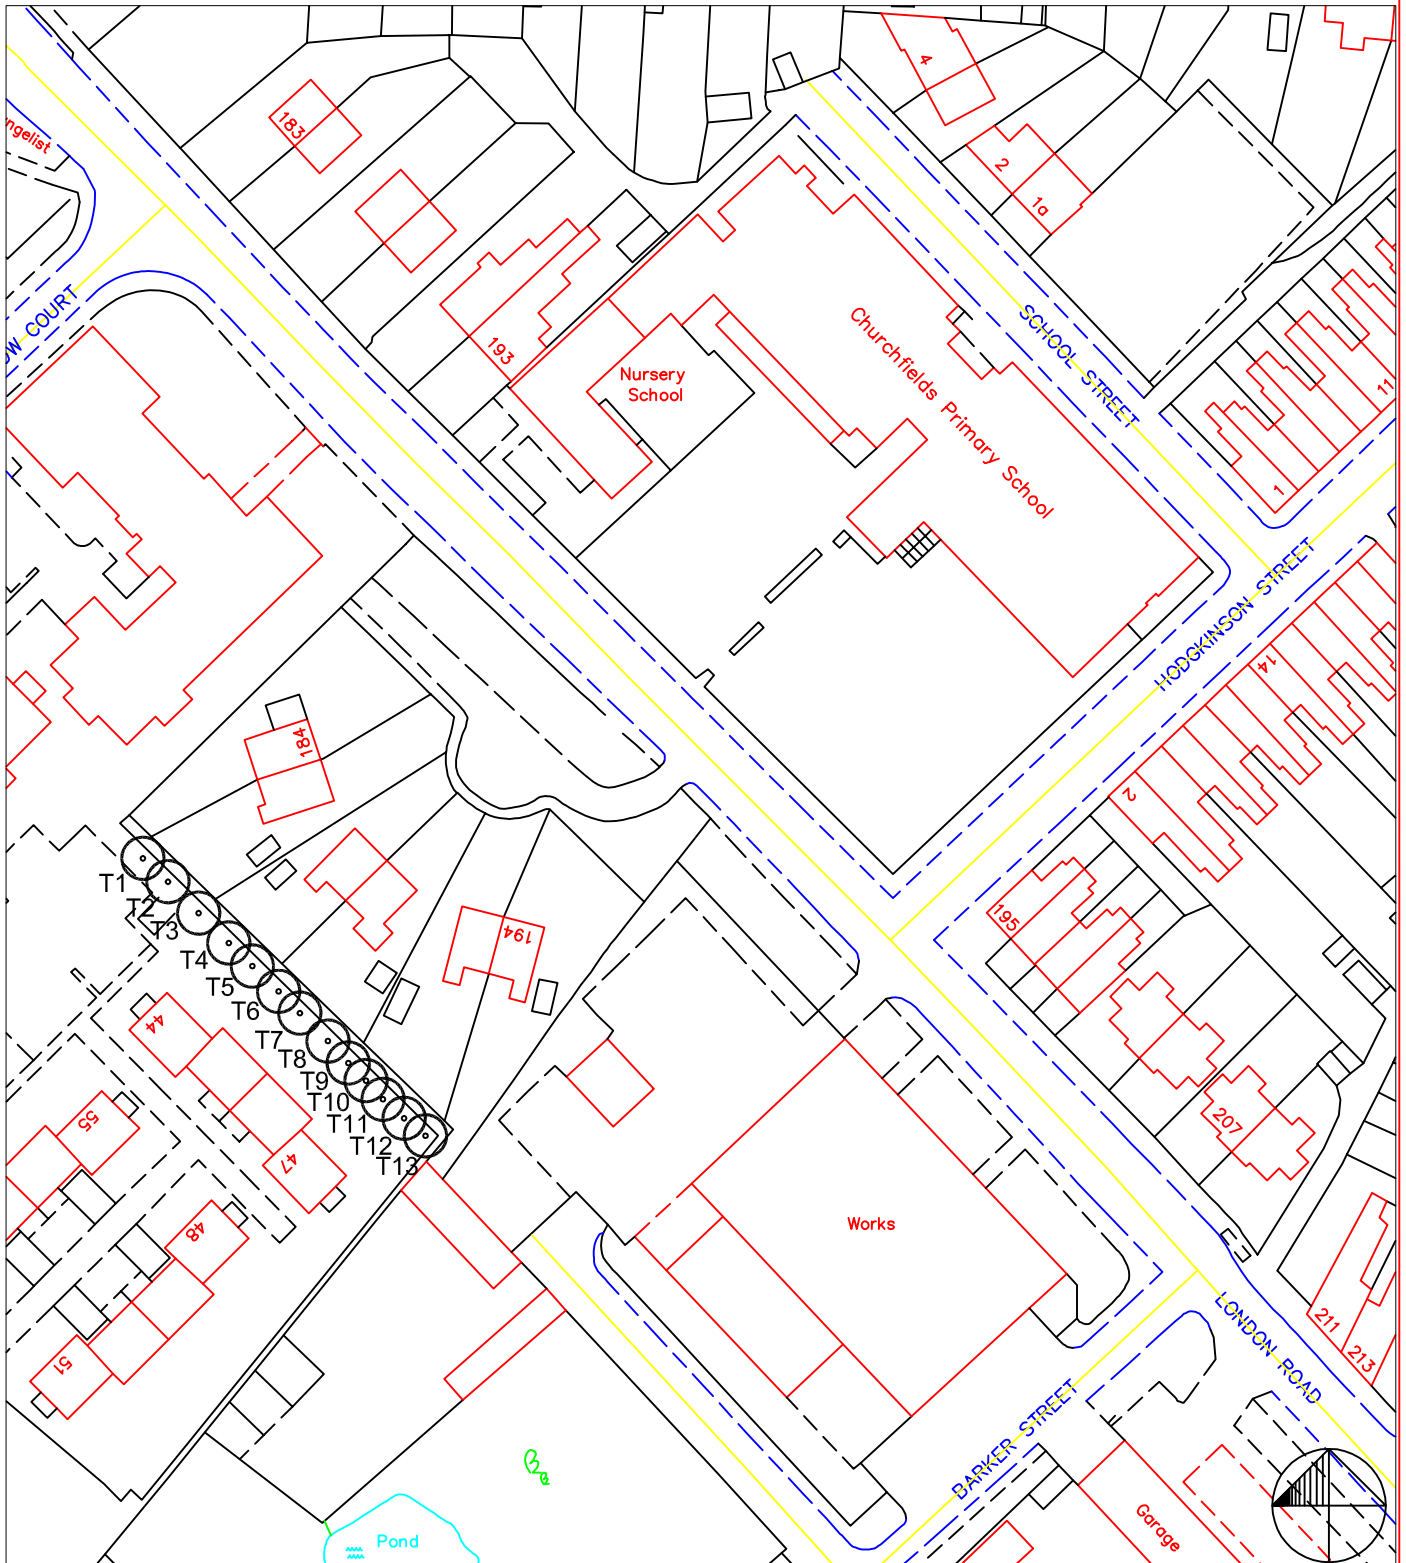 4
183
2
1a
193
Nursery
School
Churchfields Primary School
SCHOOL STREET
11
1
HODGKINSON STREET
14
2
184
194
195
207
T1
T2
T3
T4
T5
T6
T7
T8
T9
T10
T11
T12
T13
44
55
47
48
51
Works
LONDON ROAD
211
213
BARKER STREET
Garage
Pond
COURT